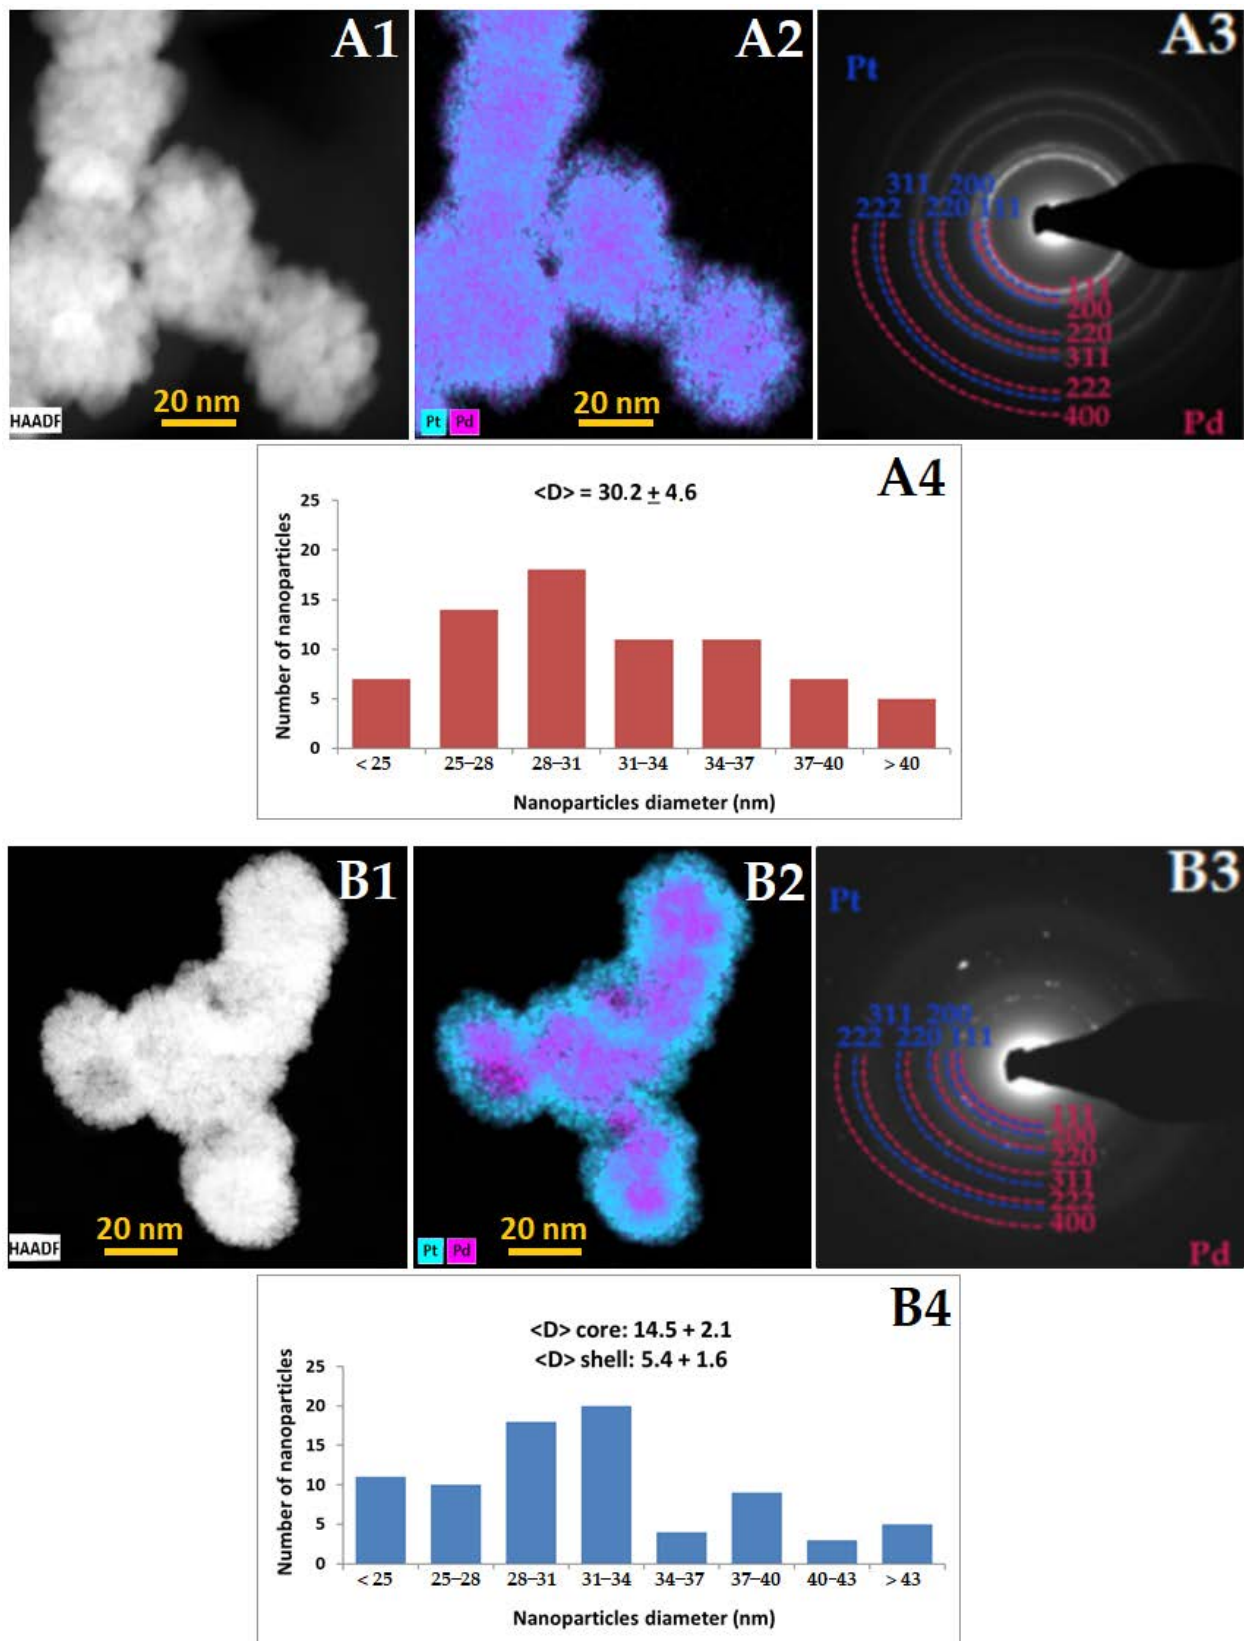 A1
HAADF
20 nm
A2
Pt Pd
20 nm
A3
Pt
311 200
222 220 111
111
200
220
311
222
400
Pd
A4
<D> = 30.2 ± 4.6
Number of nanoparticles
25
20
15
10
5
0
< 25 25–28 28–31 31–34 34–37 37–40 > 40
Nanoparticles diameter (nm)
B1
HAADF
20 nm
B2
Pt Pd
20 nm
B3
Pt
311 200
222 220 111
111
200
220
311
222
400
Pd
B4
<D> core: 14.5 + 2.1
<D> shell: 5.4 + 1.6
Number of nanoparticles
25
20
15
10
5
0
< 25 25–28 28–31 31–34 34–37 37–40 40–43 > 43
Nanoparticles diameter (nm)